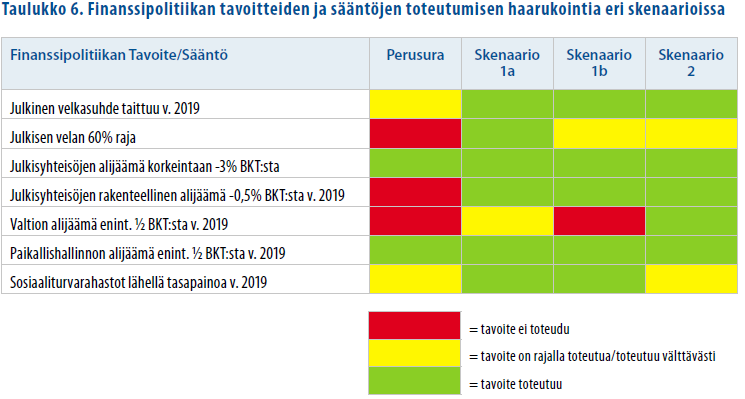 Taulukko 6. Finanssipolitiikan tavoitteiden ja sääntöjen toteutumisen haarukointia eri skenaarioissa
Finanssipolitiikan Tavoite/Sääntö Perusura Skenaario 1a Skenaario 1b Skenaario 2
Julkinen velkasuhde taittuu v. 2019
Julkisen velan 60% raja
Julkisyhteisöjen alijäämä korkeintaan -3% BKT:sta
Julkisyhteisöjen rakenteellinen alijäämä -0,5% BKT:sta v. 2019
Valtion alijäämä enint. ½ BKT:sta v. 2019
Paikallishallinnon alijäämä enint. ½ BKT:sta v. 2019
Sosiaaliturvarahastot lähellä tasapainoa v. 2019
= tavoite ei toteudu
= tavoite on rajalla toteutua/toteutuu välttävästi
= tavoite toteutuu